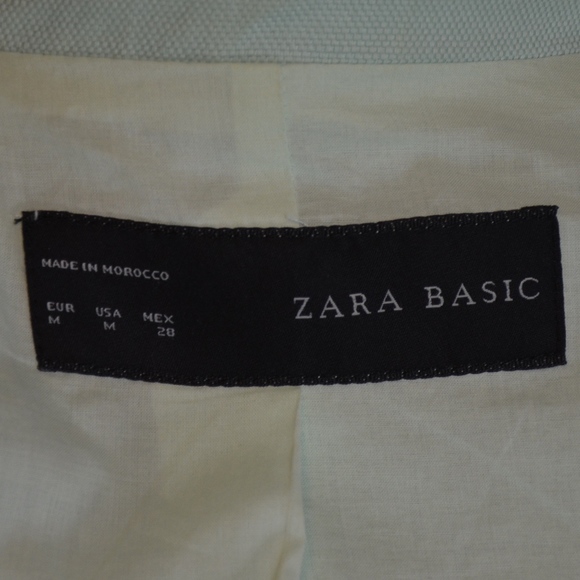 MADE IN MOROCCO
EUR USA MEX
M M 28
ZARA BASIC